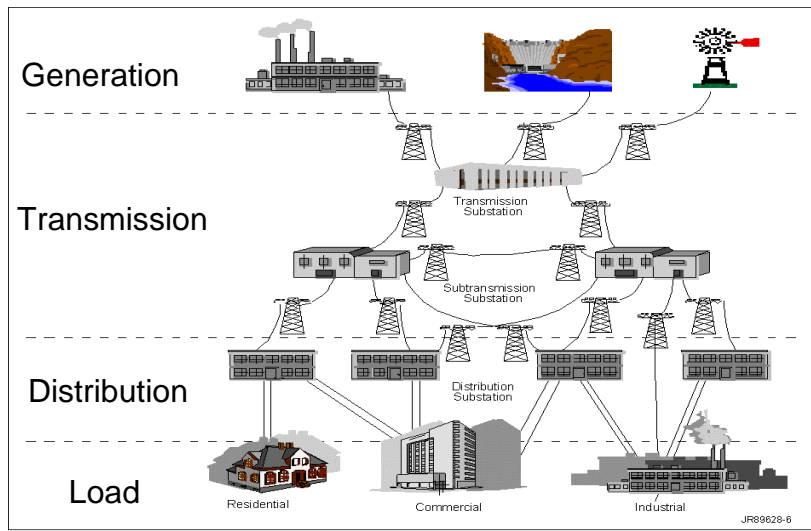 Generation
Transmission
Substation
Transmission
Subtransmission
Substation
Distribution
Distribution
Substation
Load
Residential
Commercial
Industrial
JR89628-6